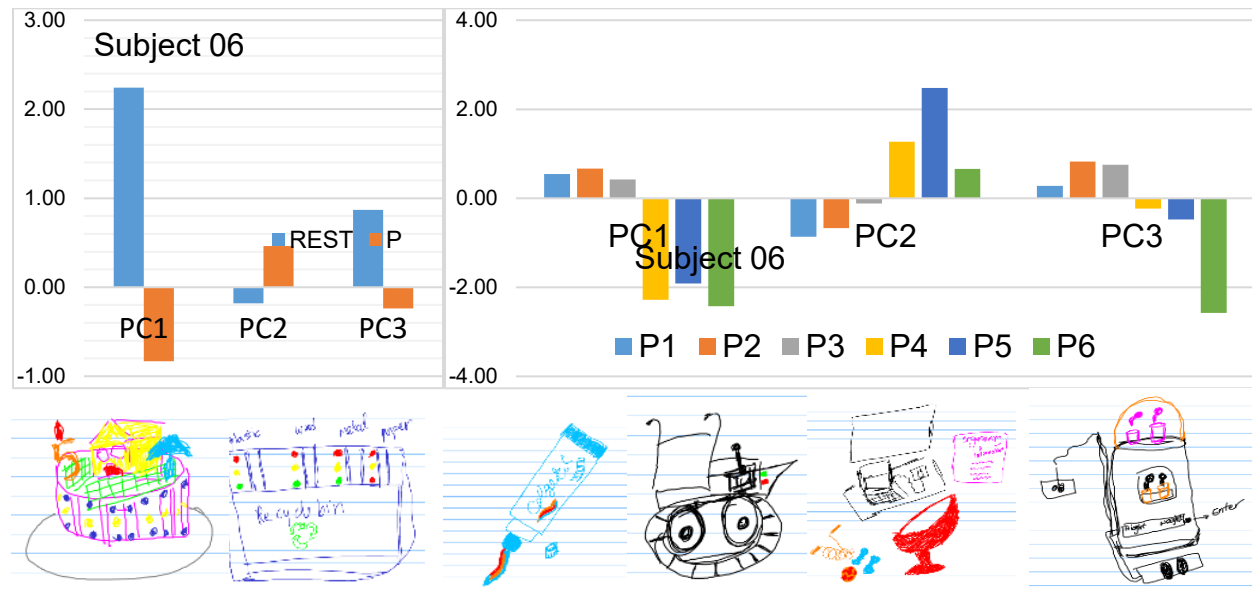 3.00
Subject 06
2.00
1.00
REST P
0.00
PC1 PC2 PC3
-1.00
4.00
2.00
0.00
PC1 PC2 PC3
Subject 06
-2.00
P1 P2 P3 P4 P5 P6
-4.00
5
plastic metal paper
Recycle bin
Enter